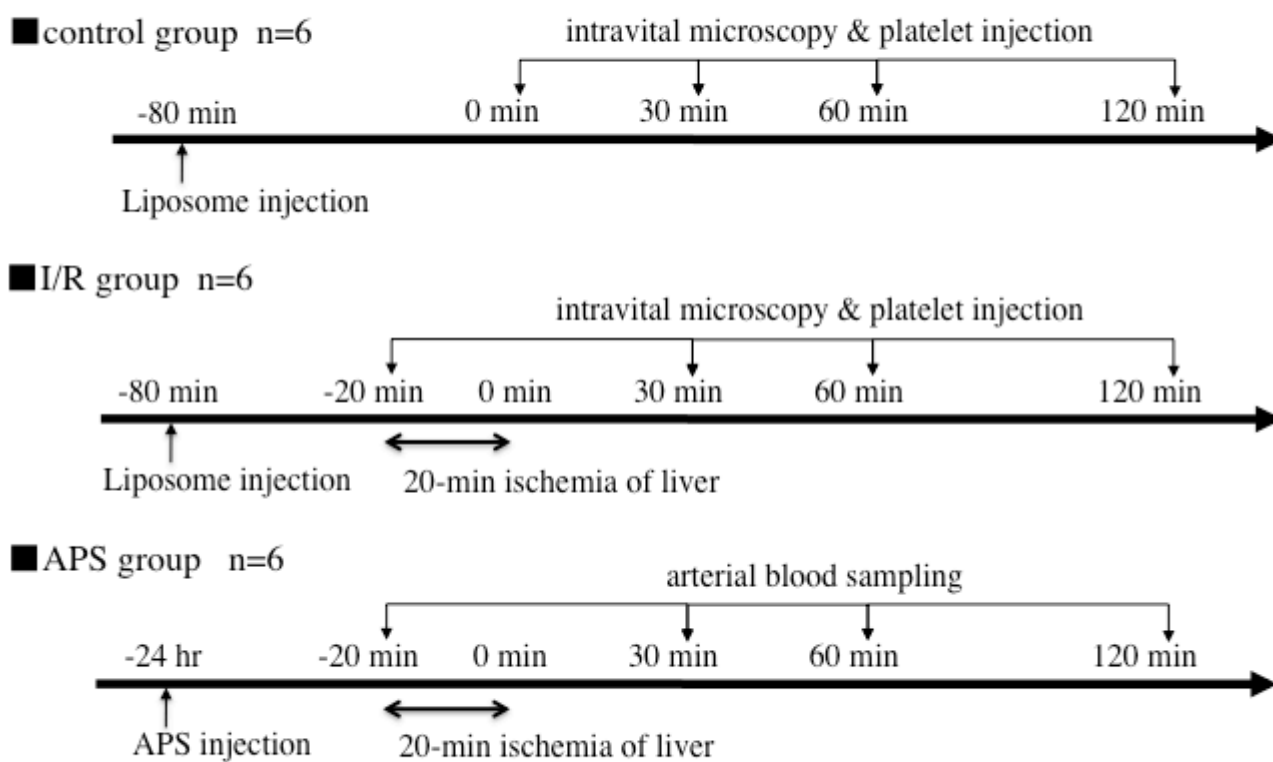 ■control group n=6
intravital microscopy & platelet injection
-80 min 0 min 30 min 60 min 120 min
Liposome injection
■I/R group n=6
intravital microscopy & platelet injection
-80 min -20 min 0 min 30 min 60 min 120 min
Liposome injection 20-min ischemia of liver
■APS group n=6
arterial blood sampling
-24 hr -20 min 0 min 30 min 60 min 120 min
APS injection 20-min ischemia of liver